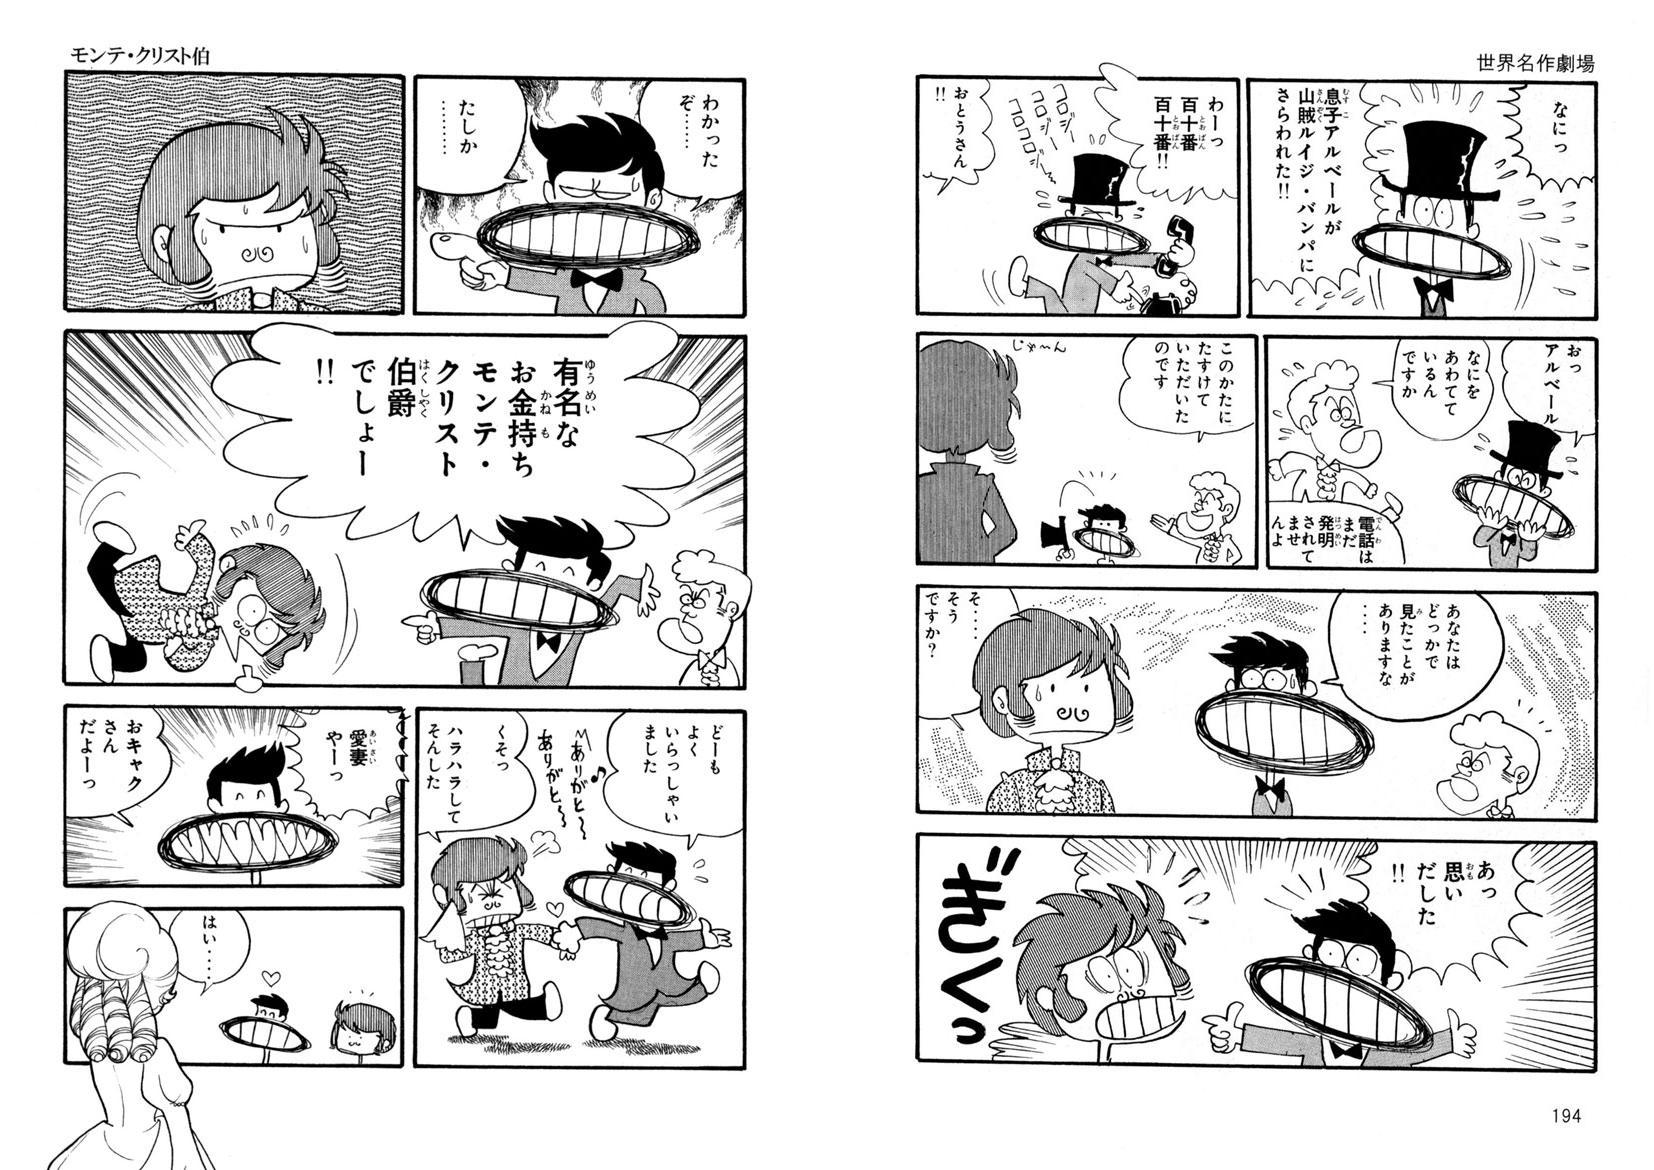 世界名作劇場
なにっ
息子アルベールが
山賊ルイジ・バンパに
さらわれた!!
わーっ
百十番
百十番
!!
コロジー
コロジー
コロコロ
おとうさん
!!
おっ
アルベール
なにを
あわてて
いるん
ですか
電話は
まだ
発明
されて
ませ
んよ
このかたに
たすけて
いただいた
のです
じゃーん
あなたは
どっかで
見たことが
ありますな
‥‥
そ‥‥
そう
ですか?
あっ
思い
だした
!!
ぎくっ
194
モンテ・クリスト伯
わかった
ぞ……
たしか
………
有名な
お金持ち
モンテ・
クリスト
伯爵
でしょー
!!
どーも
よく
いらっしゃい
ました
ありがと〜
ありがと〜
くそっ
ハラハラして
そんした
愛妻
やーっ
おキャク
さん
だよーっ
はい‥‥